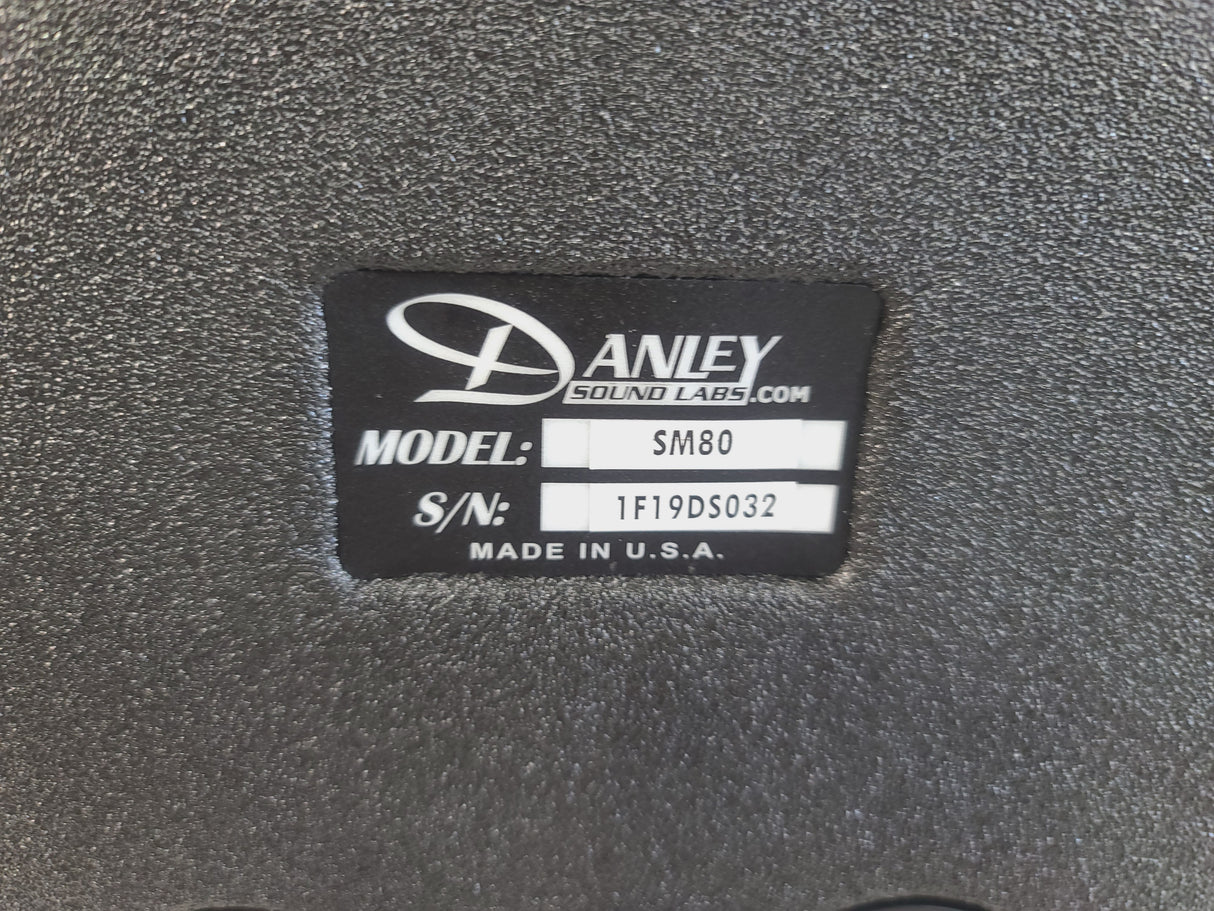 DANLEY
SOUND LABS.COM
MODEL: SM80
S/N: 1F19DS032
MADE IN U.S.A.